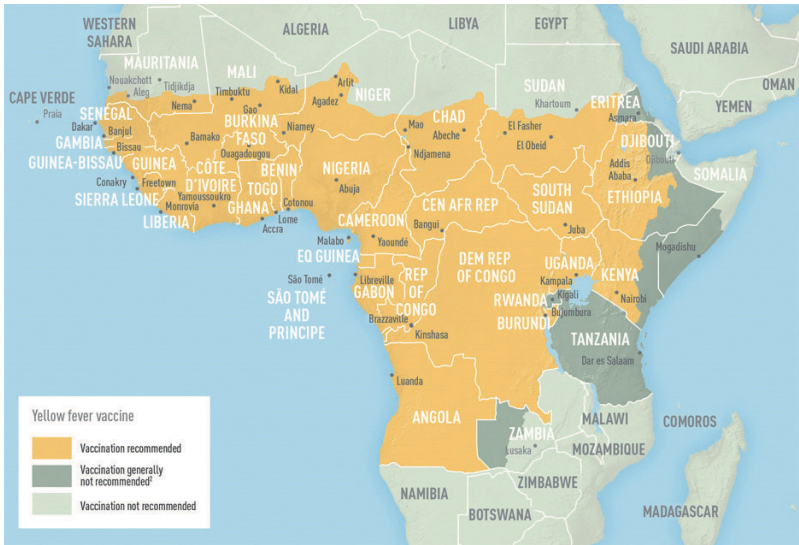 WESTERN
SAHARA
ALGERIA
LIBYA
EGYPT
SAUDI ARABIA
OMAN
YEMEN
MAURITANIA
Nouakchott
Tidjikdja
Aleg
Nema
MALI
Timbuktu
Kidal
Gao
Arlit
Agadez
NIGER
CHAD
Mao
Abeche
Ndjamena
SUDAN
Khartoum
El Fasher
El Obeid
ERITREA
Asmara
DJIBOUTI
Djibouti
SOMALIA
Mogadishu
CAPE VERDE
Praia
SENEGAL
Dakar
GAMBIA
Banjul
Bissau
GUINEA-BISSAU
GUINEA
Conakry
Freetown
SIERRA LEONE
Monrovia
LIBERIA
Bamako
BURKINA
FASO
Ouagadougou
Niamey
CÔTE
D'IVOIRE
Yamoussoukro
GHANA
Accra
TOGO
Lome
BENIN
Cotonou
NIGERIA
Abuja
CAMEROON
Yaoundé
Malabo
EQ GUINEA
CEN AFR REP
Bangui
SOUTH
SUDAN
Juba
Addis
Ababa
ETHIOPIA
São Tomé
SÃO TOMÉ
AND
PRINCIPE
Libreville
GABON
REP
OF
CONGO
Brazzavitle
Kinshasa
DEM REP
OF CONGO
UGANDA
Kampala
KENYA
Nairobi
RWANDA
Kigali
BURUNDI
Bujumbura
TANZANIA
Dar es Salaam
Luanda
ANGOLA
ZAMBIA
Lusaka
MALAWI
COMOROS
MOZAMBIQUE
ZIMBABWE
NAMIBIA
BOTSWANA
MADAGASCAR
Yellow fever vaccine
Vaccination recommended
Vaccination generally
not recommended²
Vaccination not recommended